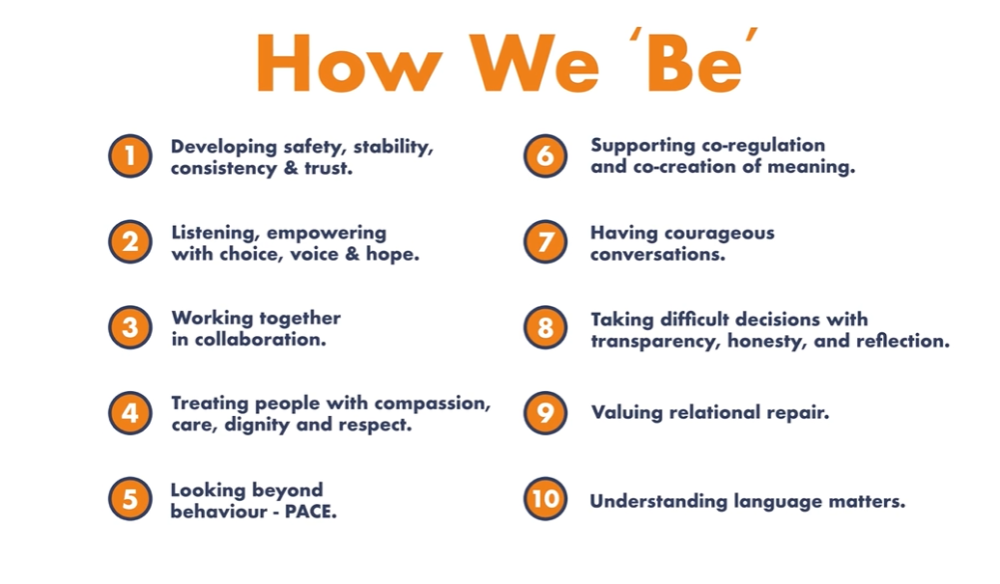 How We ‘Be’
1
Developing safety, stability,
consistency & trust.
2
Listening, empowering
with choice, voice & hope.
3
Working together
in collaboration.
4
Treating people with compassion,
care, dignity and respect.
5
Looking beyond
behaviour - PACE.
6
Supporting co-regulation
and co-creation of meaning.
7
Having courageous
conversations.
8
Taking difficult decisions with
transparency, honesty, and reflection.
9
Valuing relational repair.
10
Understanding language matters.